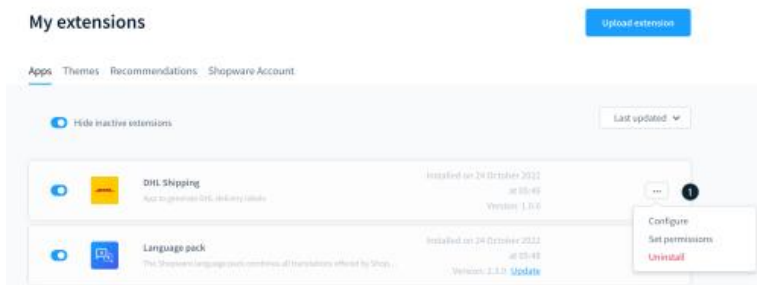 My extensions
Upload extension
Apps Themes Recommendations Shopware Account
Hide inactive extensions
Last updated
DHL Shipping
App to generate DHL delivery labels
Installed on 24 October 2022
at 05:48
Version: 1.0.6
...
1
Configure
Set permissions
Uninstall
Language pack
The Shopware language pack combines all translations offered by Shop...
Installed on 24 October 2022
at 05:48
Version: 2.3.0 Update